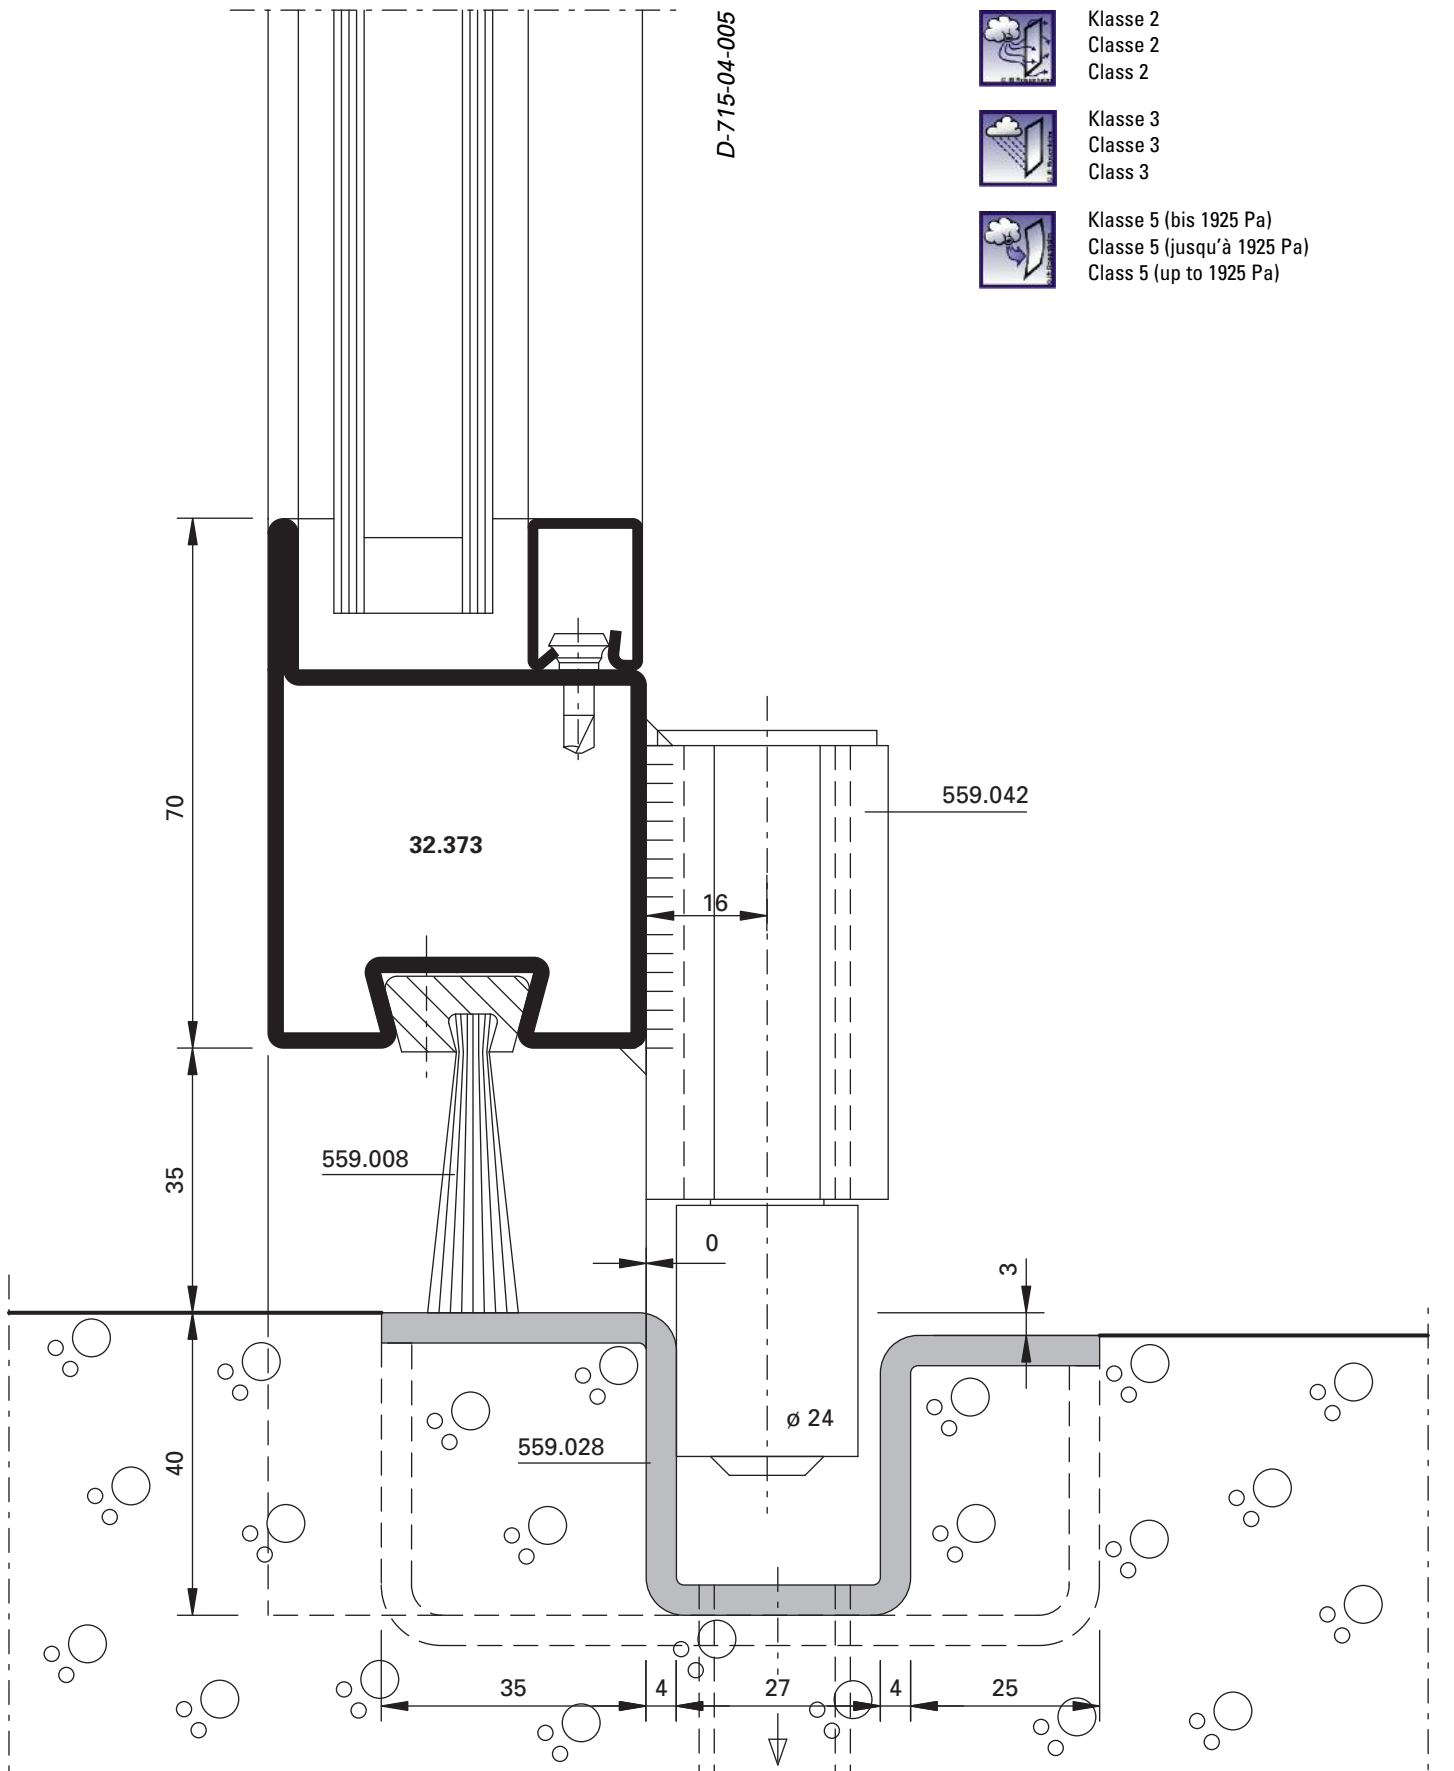 D-715-04-005
Klasse 2
Classe 2
Class 2
Klasse 3
Classe 3
Class 3
Klasse 5 (bis 1925 Pa)
Classe 5 (jusqu'à 1925 Pa)
Class 5 (up to 1925 Pa)
70
559.042
32.373
16
559.008
35
0
3
ø 24
559.028
40
35
4
27
4
25